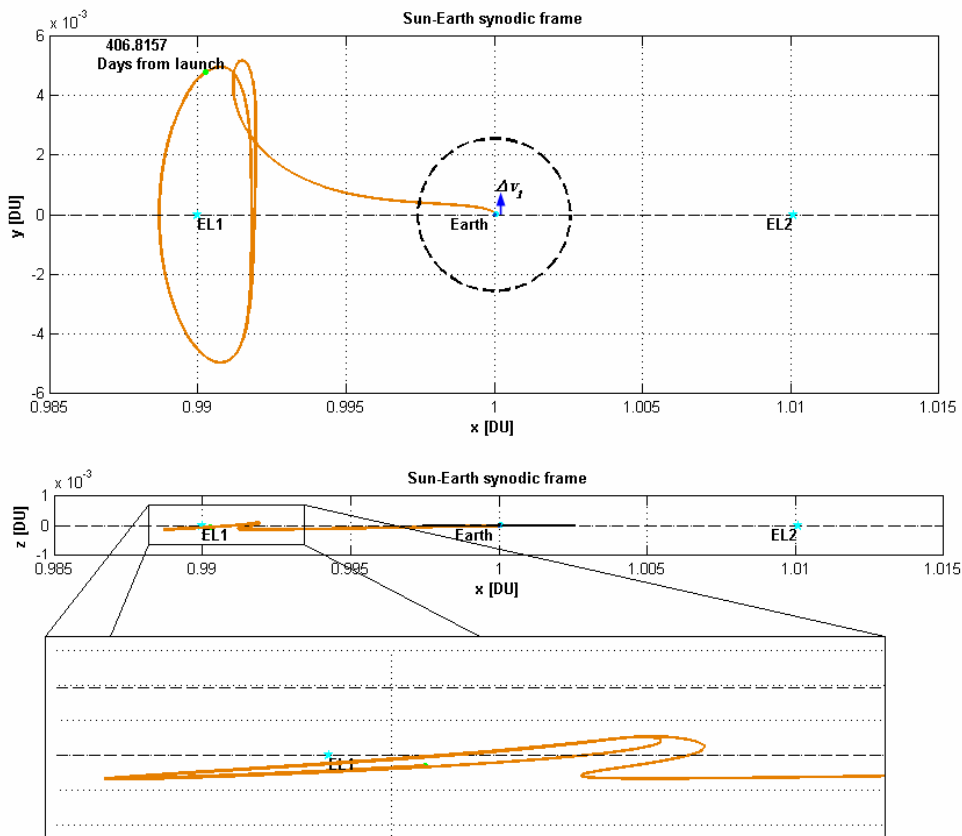 Sun-Earth synodic frame
x 10⁻³
6
4
2
0
-2
-4
-6
y [DU]
406.8157
Days from launch
EL1
Earth
Δv₁
EL2
0.985 0.99 0.995 1 1.005 1.01 1.015
x [DU]
Sun-Earth synodic frame
x 10⁻³
1
0
-1
z [DU]
EL1
Earth
EL2
0.985 0.99 0.995 1 1.005 1.01 1.015
x [DU]
EL1